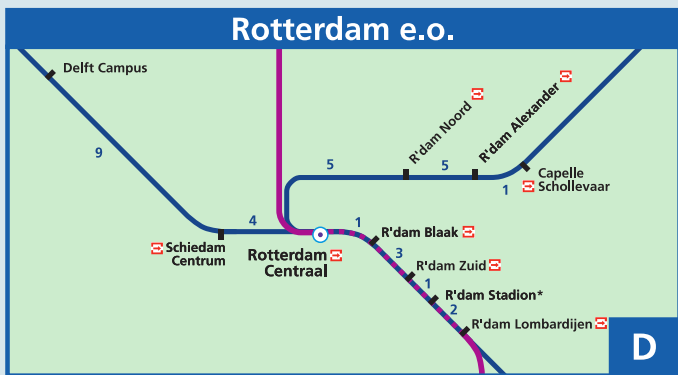 Rotterdam e.o.
Delft Campus
9
R'dam Noord
R'dam Alexander
5
5
1
Capelle
Schollevaar
4
Schiedam
Centrum
Rotterdam
Centraal
1
R'dam Blaak
3
R'dam Zuid
1
R'dam Stadion*
2
R'dam Lombardijen
D